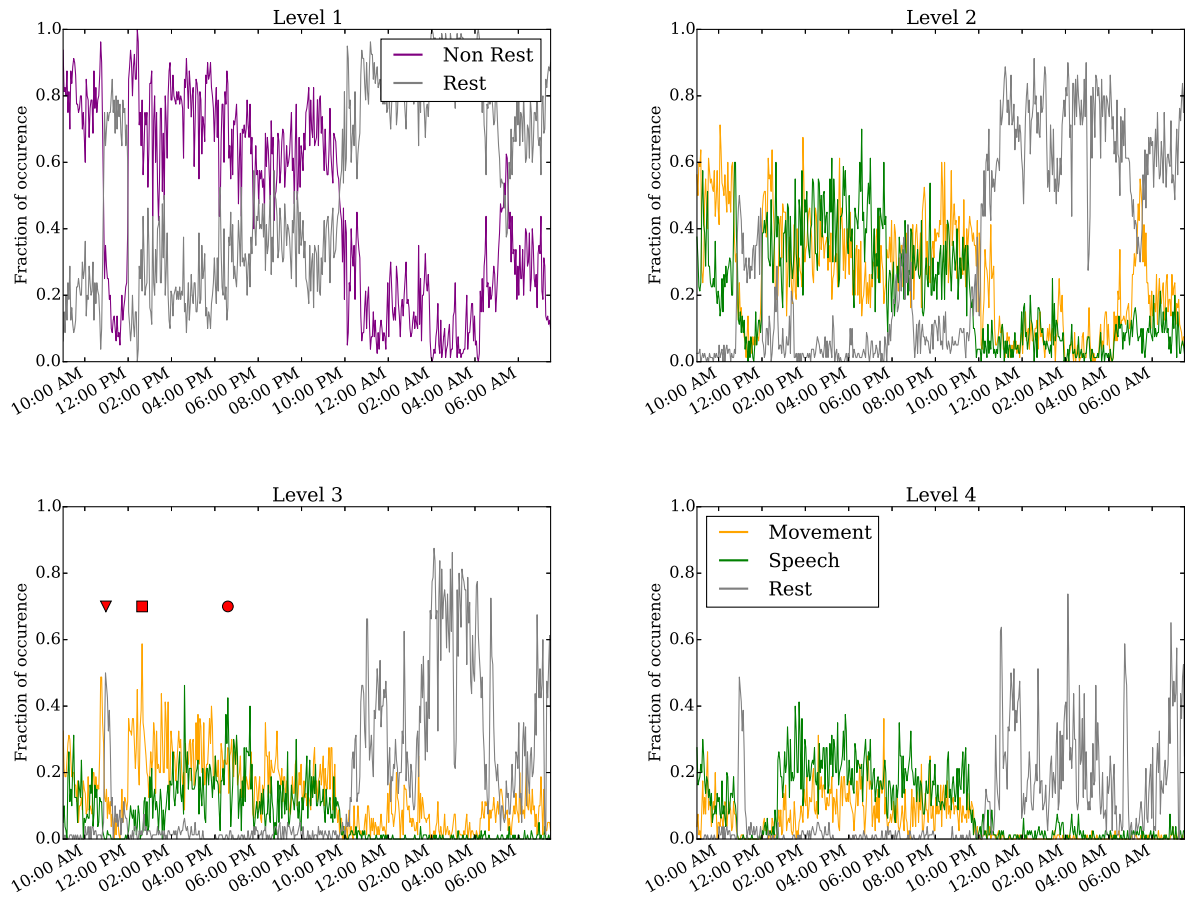 Level 1
Fraction of occurence
1.0
0.8
0.6
0.4
0.2
0.0
Non Rest
Rest
10:00 AM
12:00 PM
02:00 PM
04:00 PM
06:00 PM
08:00 PM
10:00 PM
12:00 AM
02:00 AM
04:00 AM
06:00 AM
Level 2
Fraction of occurence
1.0
0.8
0.6
0.4
0.2
0.0
10:00 AM
12:00 PM
02:00 PM
04:00 PM
06:00 PM
08:00 PM
10:00 PM
12:00 AM
02:00 AM
04:00 AM
06:00 AM
Level 3
Fraction of occurence
1.0
0.8
0.6
0.4
0.2
0.0
10:00 AM
12:00 PM
02:00 PM
04:00 PM
06:00 PM
08:00 PM
10:00 PM
12:00 AM
02:00 AM
04:00 AM
06:00 AM
Level 4
Fraction of occurence
1.0
0.8
0.6
0.4
0.2
0.0
Movement
Speech
Rest
10:00 AM
12:00 PM
02:00 PM
04:00 PM
06:00 PM
08:00 PM
10:00 PM
12:00 AM
02:00 AM
04:00 AM
06:00 AM